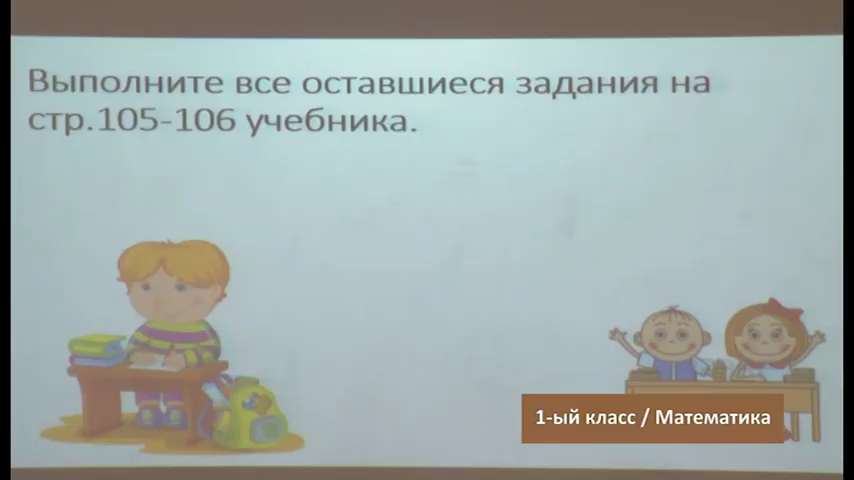 Выполните все оставшиеся задания на
стр.105-106 учебника.
1-ый класс / Математика